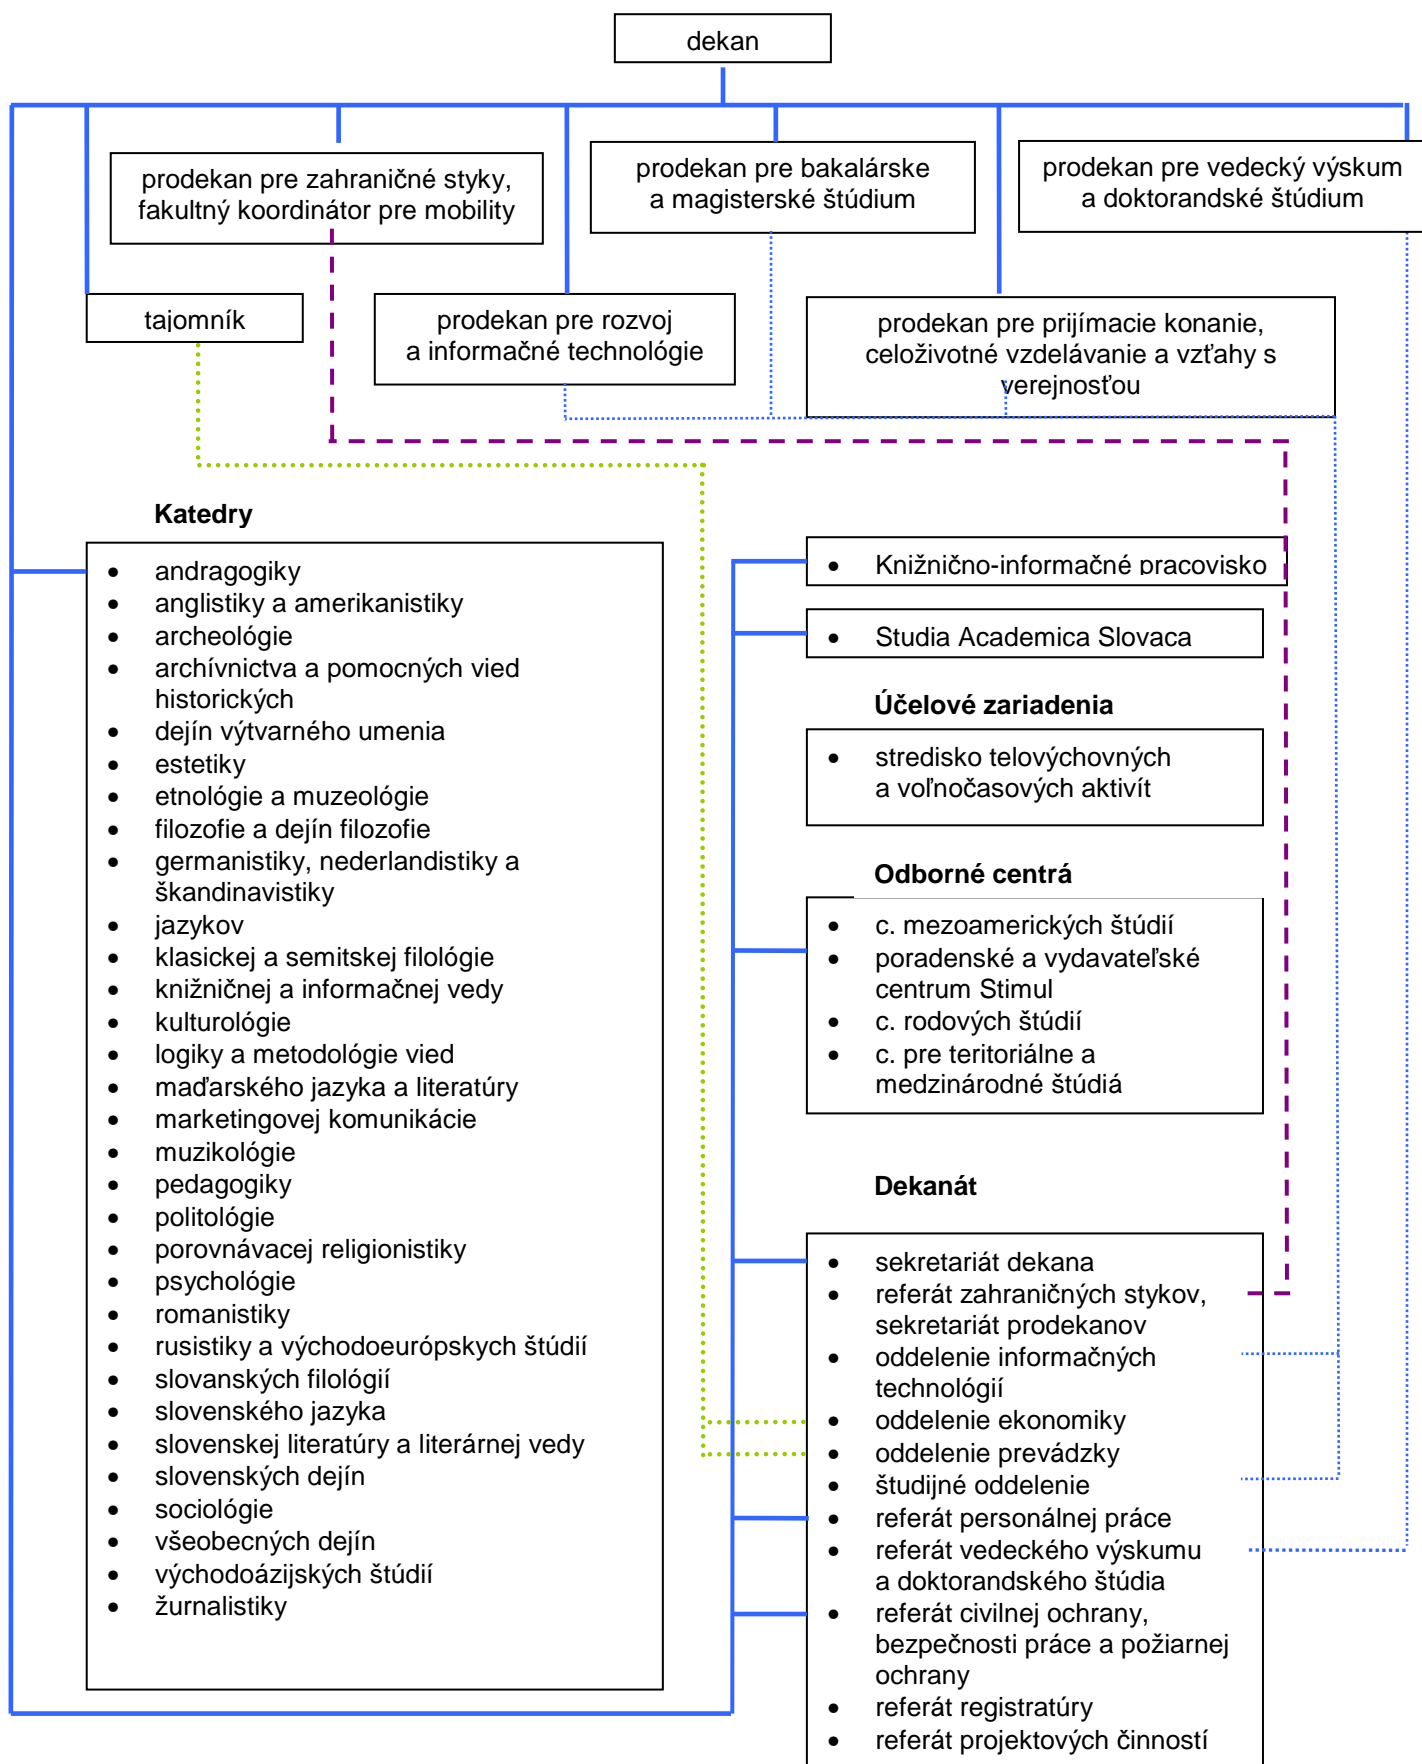 dekan
prodekan pre zahraničné styky,
fakultný koordinátor pre mobility
prodekan pre bakalárske
a magisterské štúdium
prodekan pre vedecký výskum
a doktorandské štúdium
tajomník
prodekan pre rozvoj
a informačné technológie
prodekan pre prijímacie konanie,
celoživotné vzdelávanie a vzťahy s
verejnosťou
Katedry
• andragogiky
• anglistiky a amerikanistiky
• archeológie
• archívnictva a pomocných vied
historických
• dejín výtvarného umenia
• estetiky
• etnológie a muzeológie
• filozofie a dejín filozofie
• germanistiky, nederlandistiky a
škandinavistiky
• jazykov
• klasickej a semitskej filológie
• knižničnej a informačnej vedy
• kulturológie
• logiky a metodológie vied
• maďarského jazyka a literatúry
• marketingovej komunikácie
• muzikológie
• pedagogiky
• politológie
• porovnávacej religionistiky
• psychológie
• romanistiky
• rusistiky a východoeurópskych štúdií
• slovanských filológií
• slovenského jazyka
• slovenskej literatúry a literárnej vedy
• slovenských dejín
• sociológie
• všeobecných dejín
• východoázijských štúdií
• žurnalistiky
• Knižnično-informačné pracovisko
• Studia Academica Slovaca
Účelové zariadenia
• stredisko telovýchovných
a voľnočasových aktivít
Odborné centrá
• c. mezoamerických štúdií
• poradenské a vydavateľské
centrum Stimul
• c. rodových štúdií
• c. pre teritoriálne a
medzinárodné štúdiá
Dekanát
• sekretariát dekana
• referát zahraničných stykov,
sekretariát prodekanov
• oddelenie informačných
technológií
• oddelenie ekonomiky
• oddelenie prevádzky
• študijné oddelenie
• referát personálnej práce
• referát vedeckého výskumu
a doktorandského štúdia
• referát civilnej ochrany,
bezpečnosti práce a požiarnej
ochrany
• referát registratúry
• referát projektových činností